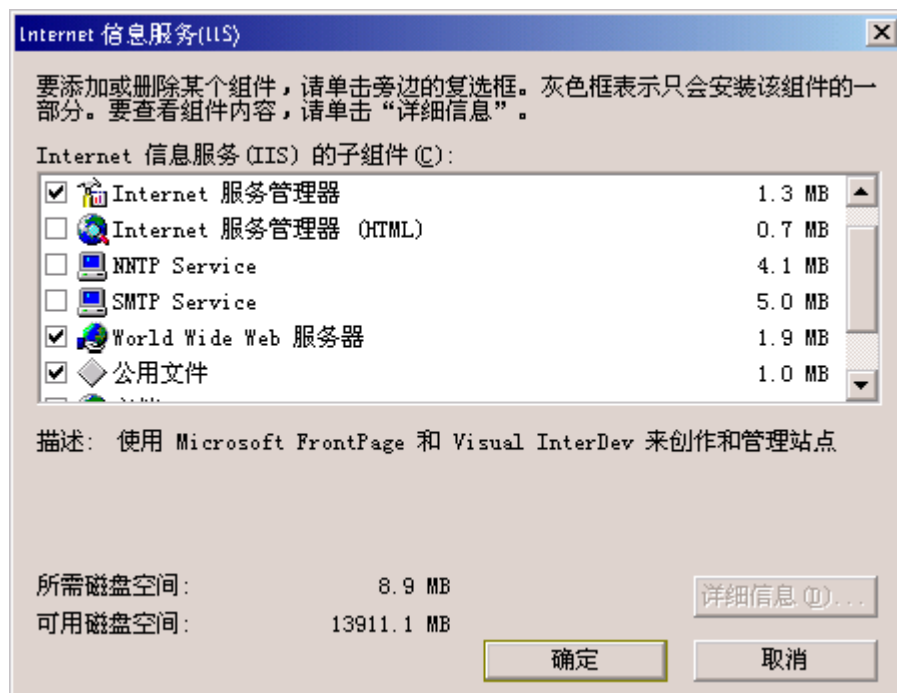 Internet 信息服务(IIS)
要添加或删除某个组件，请单击旁边的复选框。灰色框表示只会安装该组件的一
部分。要查看组件内容，请单击“详细信息”。
Internet 信息服务(IIS) 的子组件(C):
Internet 服务管理器 1.3 MB
Internet 服务管理器 (HTML) 0.7 MB
NNTP Service 4.1 MB
SMTP Service 5.0 MB
World Wide Web 服务器 1.9 MB
公用文件 1.0 MB
描述: 使用 Microsoft FrontPage 和 Visual InterDev 来创作和管理站点
所需磁盘空间: 8.9 MB
详细信息(D)...
可用磁盘空间: 13911.1 MB
确定 取消